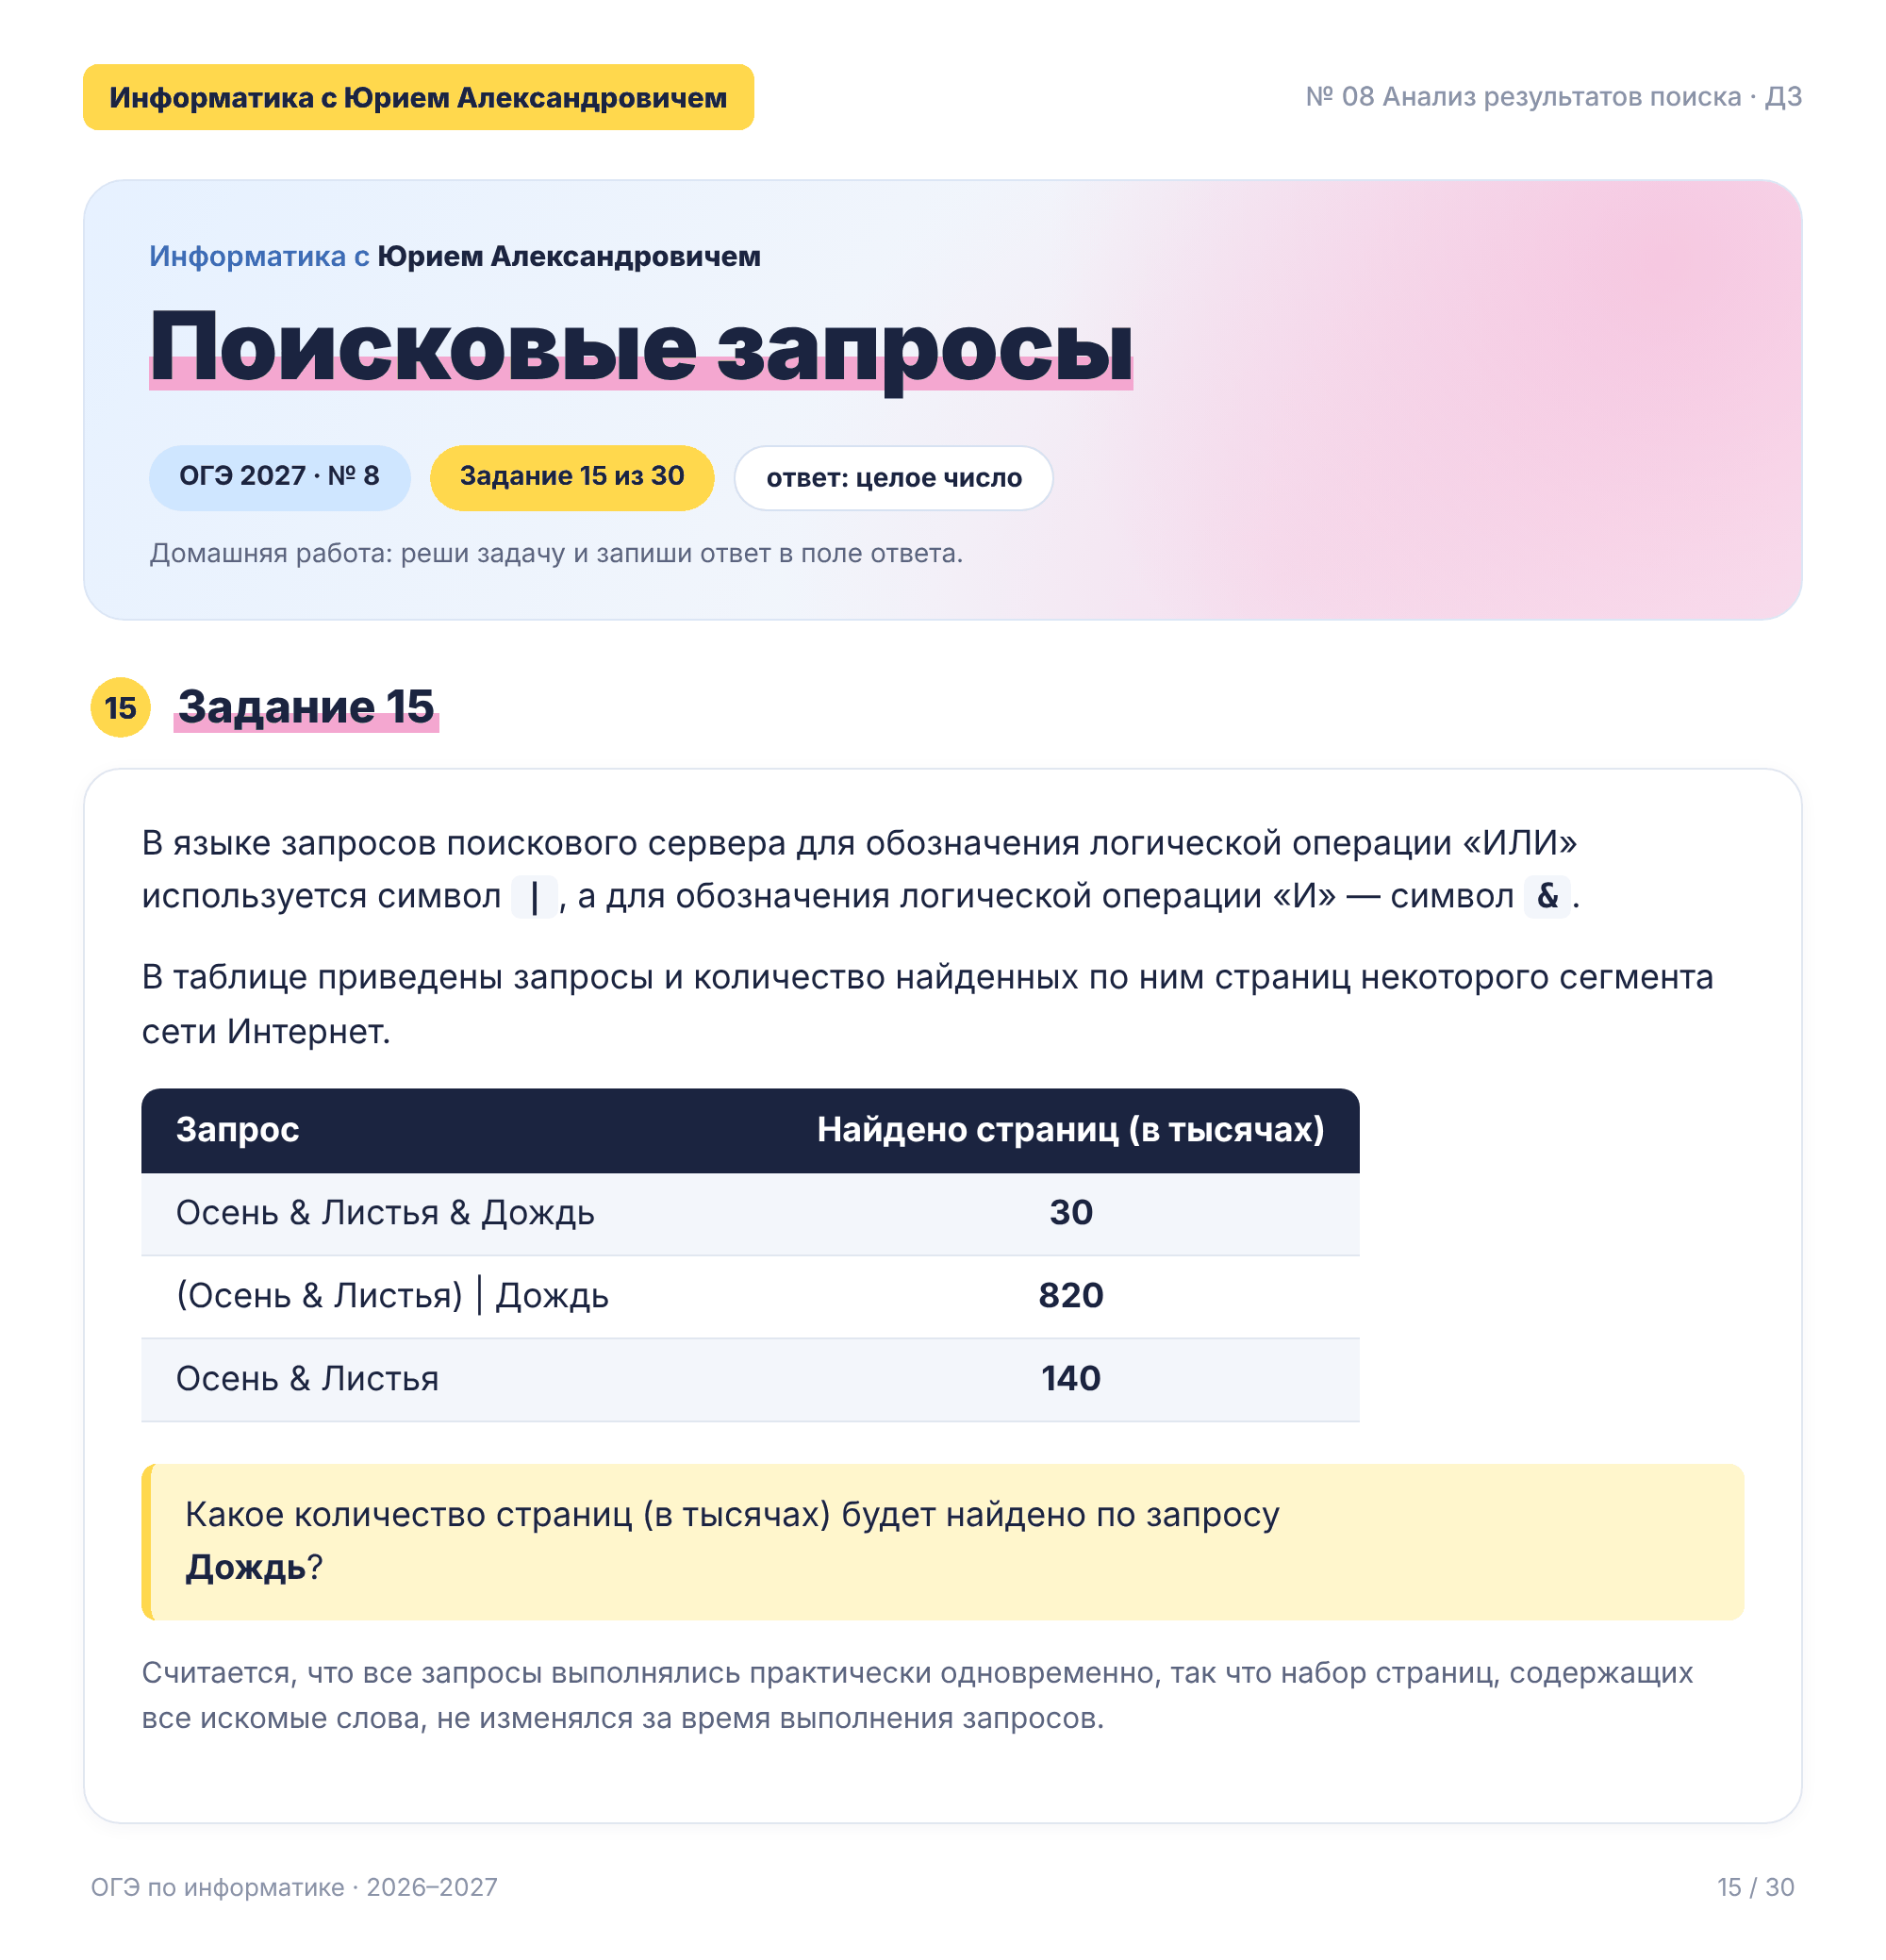 Информатика с Юрием Александровичем
№ 08 Анализ результатов поиска · ДЗ
Информатика с Юрием Александровичем
Поисковые запросы
ОГЭ 2027 · № 8
Задание 15 из 30
ответ: целое число
Домашняя работа: реши задачу и запиши ответ в поле ответа.
15 Задание 15
В языке запросов поискового сервера для обозначения логической операции «ИЛИ»
используется символ |, а для обозначения логической операции «И» — символ &.
В таблице приведены запросы и количество найденных по ним страниц некоторого сегмента
сети Интернет.
Запрос Найдено страниц (в тысячах)
Осень & Листья & Дождь 30
(Осень & Листья) | Дождь 820
Осень & Листья 140
Какое количество страниц (в тысячах) будет найдено по запросу
Дождь?
Считается, что все запросы выполнялись практически одновременно, так что набор страниц, содержащих
все искомые слова, не изменялся за время выполнения запросов.
ОГЭ по информатике · 2026–2027
15 / 30